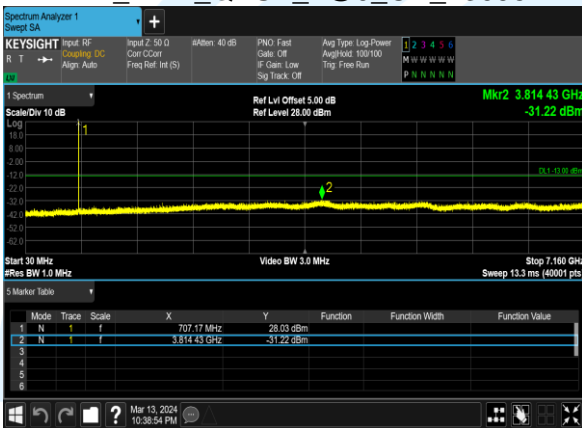 Spectrum Analyzer 1
Swept SA
KEYSIGHT Input: RF Input Z: 50 Ω #Atten: 40 dB PNO: Fast Avg Type: Log-Power 1 2 3 4 5 6
R T Coupling: DC Corr CCorr Gate: Off Avg|Hold: 100/100 M W W W W W
Align: Auto Freq Ref: Int (S) IF Gain: Low Trig: Free Run
Sig Track: Off P N N N N N
LW
1 Spectrum
Scale/Div 10 dB Ref Lvl Offset 5.00 dB Mkr2 3.814 43 GHz
Ref Level 28.00 dBm -31.22 dBm
Log
18.0
8.00
-2.00
-12.0
-22.0
-32.0
-42.0
-52.0
-62.0
1
DL1 -13.00 dBm
2
Start 30 MHz Video BW 3.0 MHz Stop 7.160 GHz
#Res BW 1.0 MHz Sweep 13.3 ms (40001 pts
5 Marker Table
Mode Trace Scale X Y Function Function Width Function Value
1 N 1 f 707.17 MHz 28.03 dBm
2 N 1 f 3.814 43 GHz -31.22 dBm
3
4
5
6
? Mar 13, 2024
10:38:54 PM